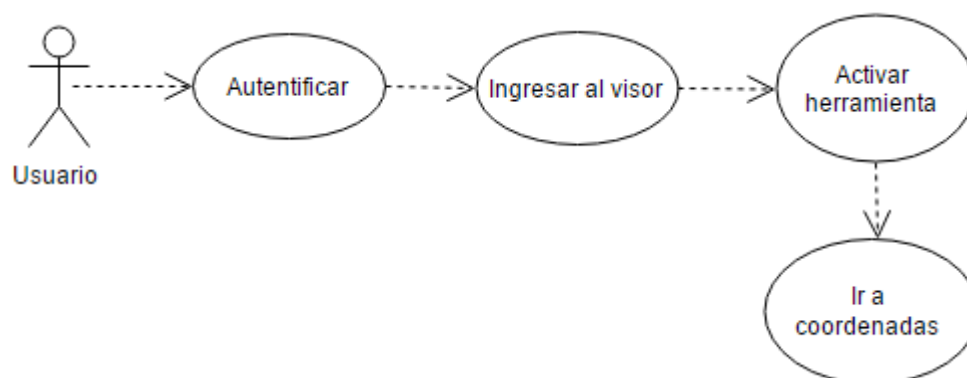 Usuario
Autentificar
Ingresar al visor
Activar
herramienta
Ir a
coordenadas